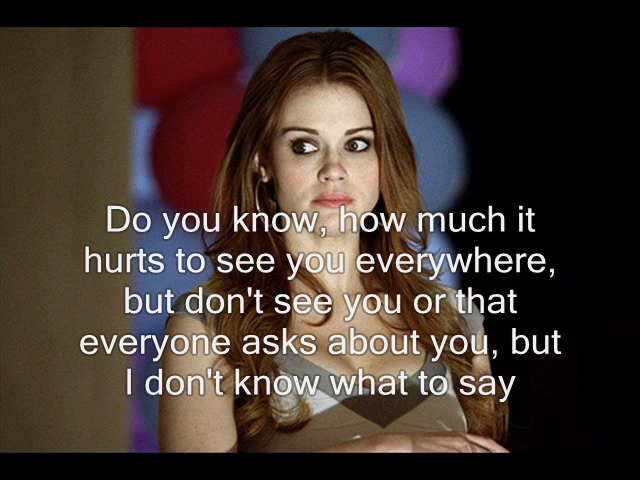 Do you know, how much it
hurts to see you everywhere,
but don't see you or that
everyone asks about you, but
I don't know what to say